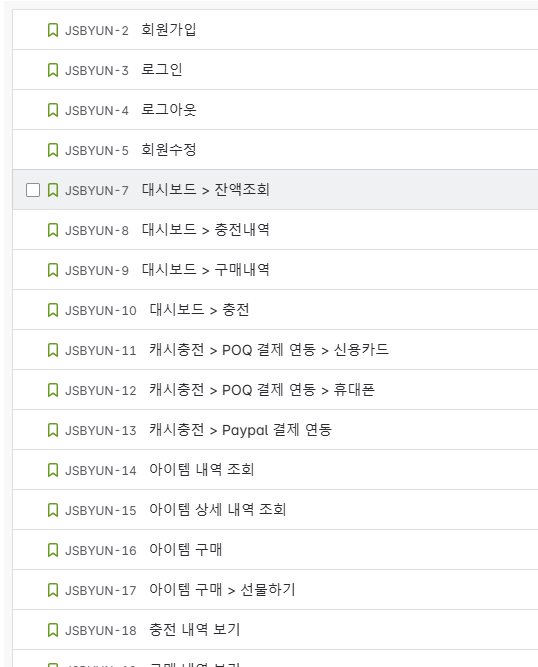 JSBYUN-2 회원가입
JSBYUN-3 로그인
JSBYUN-4 로그아웃
JSBYUN-5 회원수정
JSBYUN-7 대시보드 > 잔액조회
JSBYUN-8 대시보드 > 충전내역
JSBYUN-9 대시보드 > 구매내역
JSBYUN-10 대시보드 > 충전
JSBYUN-11 캐시충전 > POQ 결제 연동 > 신용카드
JSBYUN-12 캐시충전 > POQ 결제 연동 > 휴대폰
JSBYUN-13 캐시충전 > Paypal 결제 연동
JSBYUN-14 아이템 내역 조회
JSBYUN-15 아이템 상세 내역 조회
JSBYUN-16 아이템 구매
JSBYUN-17 아이템 구매 > 선물하기
JSBYUN-18 충전 내역 보기